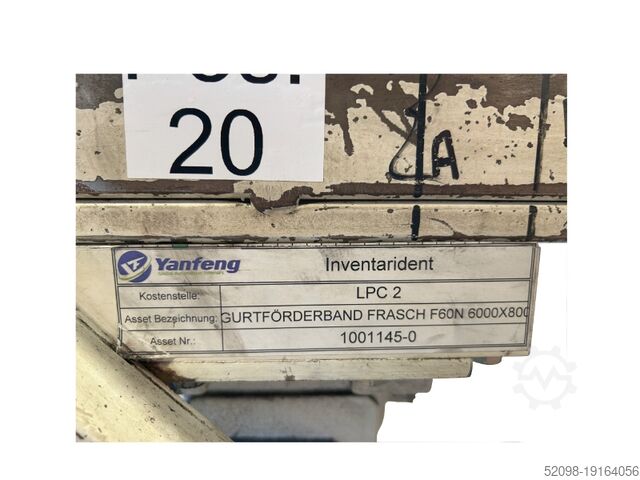 20
A
Yanfeng
Inventarident
Kostenstelle: LPC 2
Asset Bezeichnung: GURTFÖRDERBAND FRASCH F60N 6000X800
Asset Nr.: 1001145-0
52098-19164056